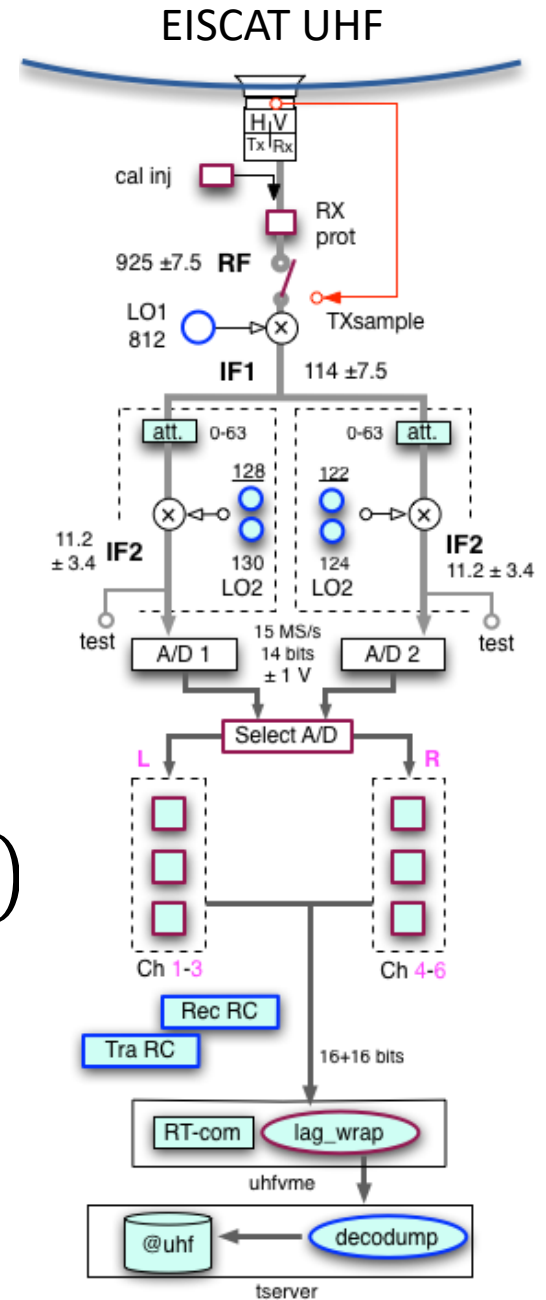 EISCAT UHF
H V
Tx Rx
cal inj
RX
prot
925 ±7.5 RF
LO1
812
TXsample
IF1 114 ±7.5
att. 0-63 0-63 att.
128 122
11.2
± 3.4 IF2
130 124
LO2 LO2
IF2
11.2 ± 3.4
test test
15 MS/s
14 bits
± 1 V
A/D 1 A/D 2
Select A/D
L R
)
Ch 1-3 Ch 4-6
Rec RC
Tra RC
16+16 bits
RT-com lag_wrap
uhfvme
@uhf decodump
tserver